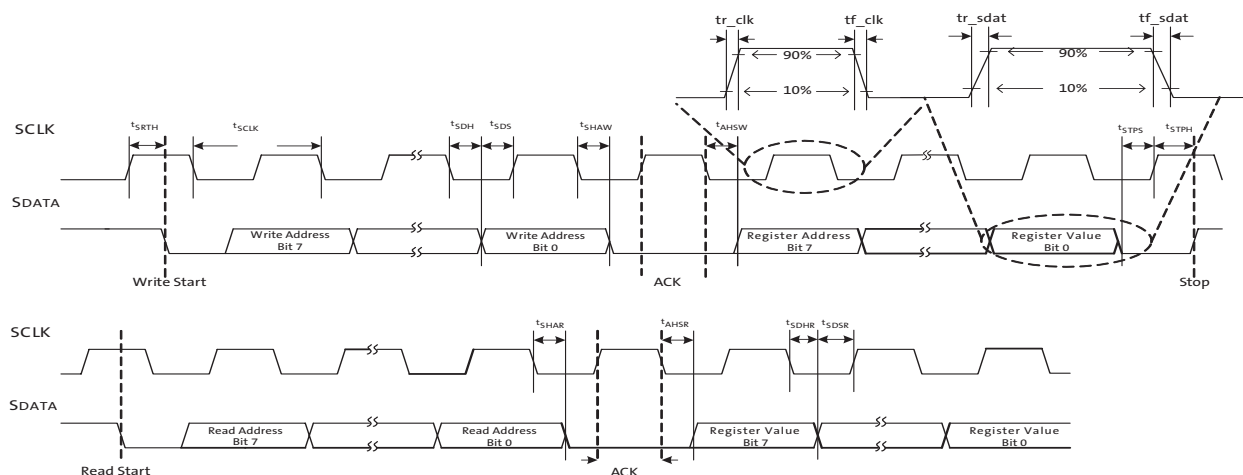 tr_clk tf_clk tr_sdat tf_sdat
90% 90%
10% 10%
SCLK tSRTH tSCLK tSDH tSDS tSHAW tAHSW tSTPS tSTPH
SDATA
Write Address Bit 7
Write Address Bit 0
Register Address Bit 7
Register Value Bit 0
Write Start ACK Stop
SCLK tSHAR tAHSR tSDHR tSDSR
SDATA
Read Address Bit 7
Read Address Bit 0
Register Value Bit 7
Register Value Bit 0
Read Start ACK